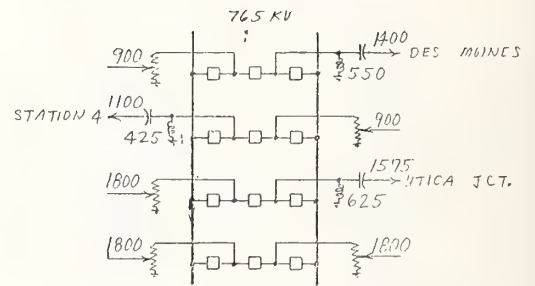 765 KV
1400
900
DES MOINES
550
1100
STATION 4
900
425
1575
1800
UTICA JCT.
625
1800
1800